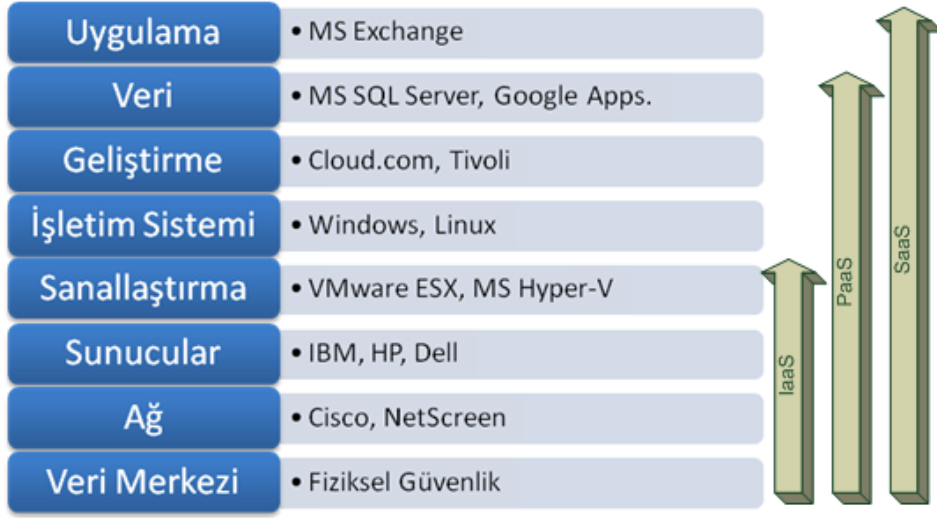 Uygulama
• MS Exchange
Veri
• MS SQL Server, Google Apps.
Geliştirme
• Cloud.com, Tivoli
İşletim Sistemi
• Windows, Linux
Sanallaştırma
• VMware ESX, MS Hyper-V
Sunucular
• IBM, HP, Dell
Ağ
• Cisco, NetScreen
Veri Merkezi
• Fiziksel Güvenlik
IaaS
PaaS
SaaS